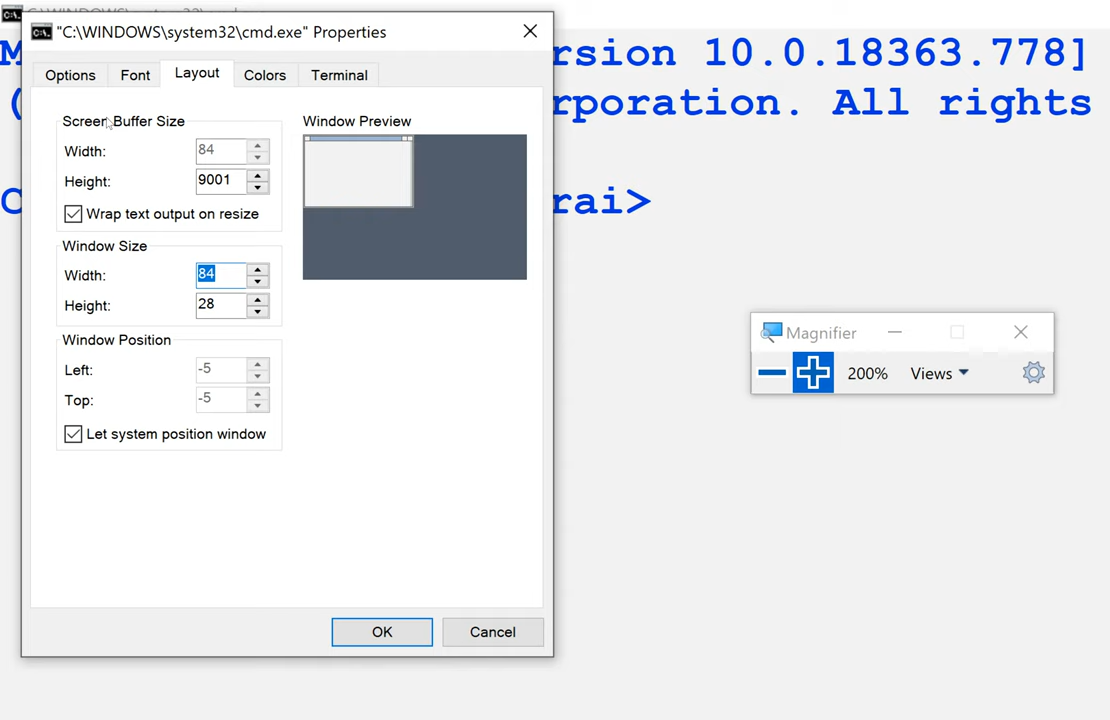 "C:\WINDOWS\system32\cmd.exe" Properties
Options Font Layout Colors Terminal
Screen Buffer Size
Width: 84
Height: 9001
Wrap text output on resize
Window Size
Width: 84
Height: 28
Window Position
Left: -5
Top: -5
Let system position window
Window Preview
OK Cancel
rsion 10.0.18363.778]
rporation. All rights
rai>
Magnifier
200% Views